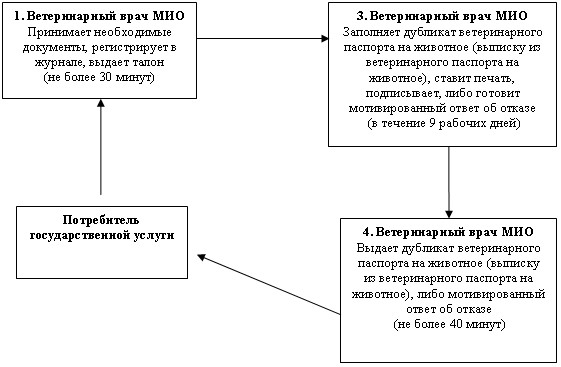 1. Ветеринарный врач МИО
Принимает необходимые
документы, регистрирует в
журнале, выдает талон
(не более 30 минут)
3. Ветеринарный врач МИО
Заполняет дубликат ветеринарного
паспорта на животное (выписку из
ветеринарного паспорта на
животное), ставит печать,
подписывает, либо готовит
мотивированный ответ об отказе
(в течение 9 рабочих дней)
Потребитель
государственной услуги
4. Ветеринарный врач МИО
Выдает дубликат ветеринарного
паспорта на животное (выписку
из ветеринарного паспорта на
животное), либо мотивированный
ответ об отказе
(не более 40 минут)